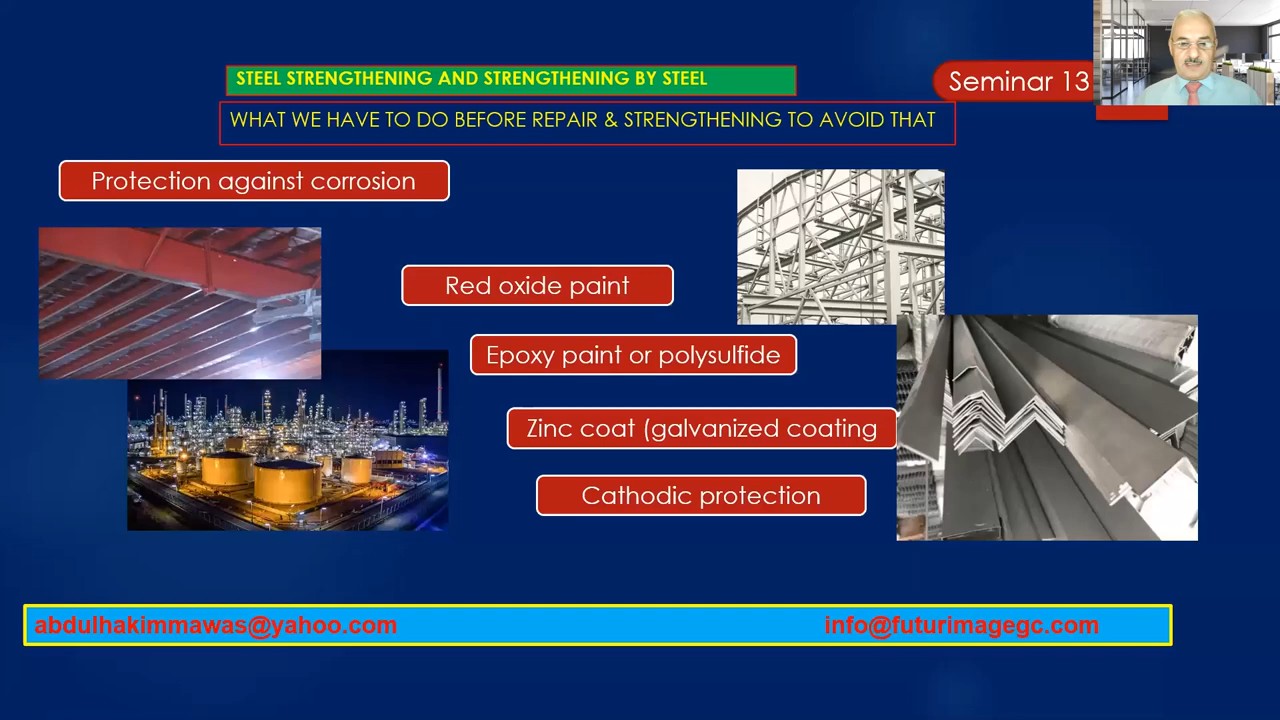 STEEL STRENGTHENING AND STRENGTHENING BY STEEL
Seminar 13
WHAT WE HAVE TO DO BEFORE REPAIR & STRENGTHENING TO AVOID THAT
Protection against corrosion
Red oxide paint
Epoxy paint or polysulfide
Zinc coat (galvanized coating
Cathodic protection
abdulhakimmawas@yahoo.com
info@futurimagegc.com